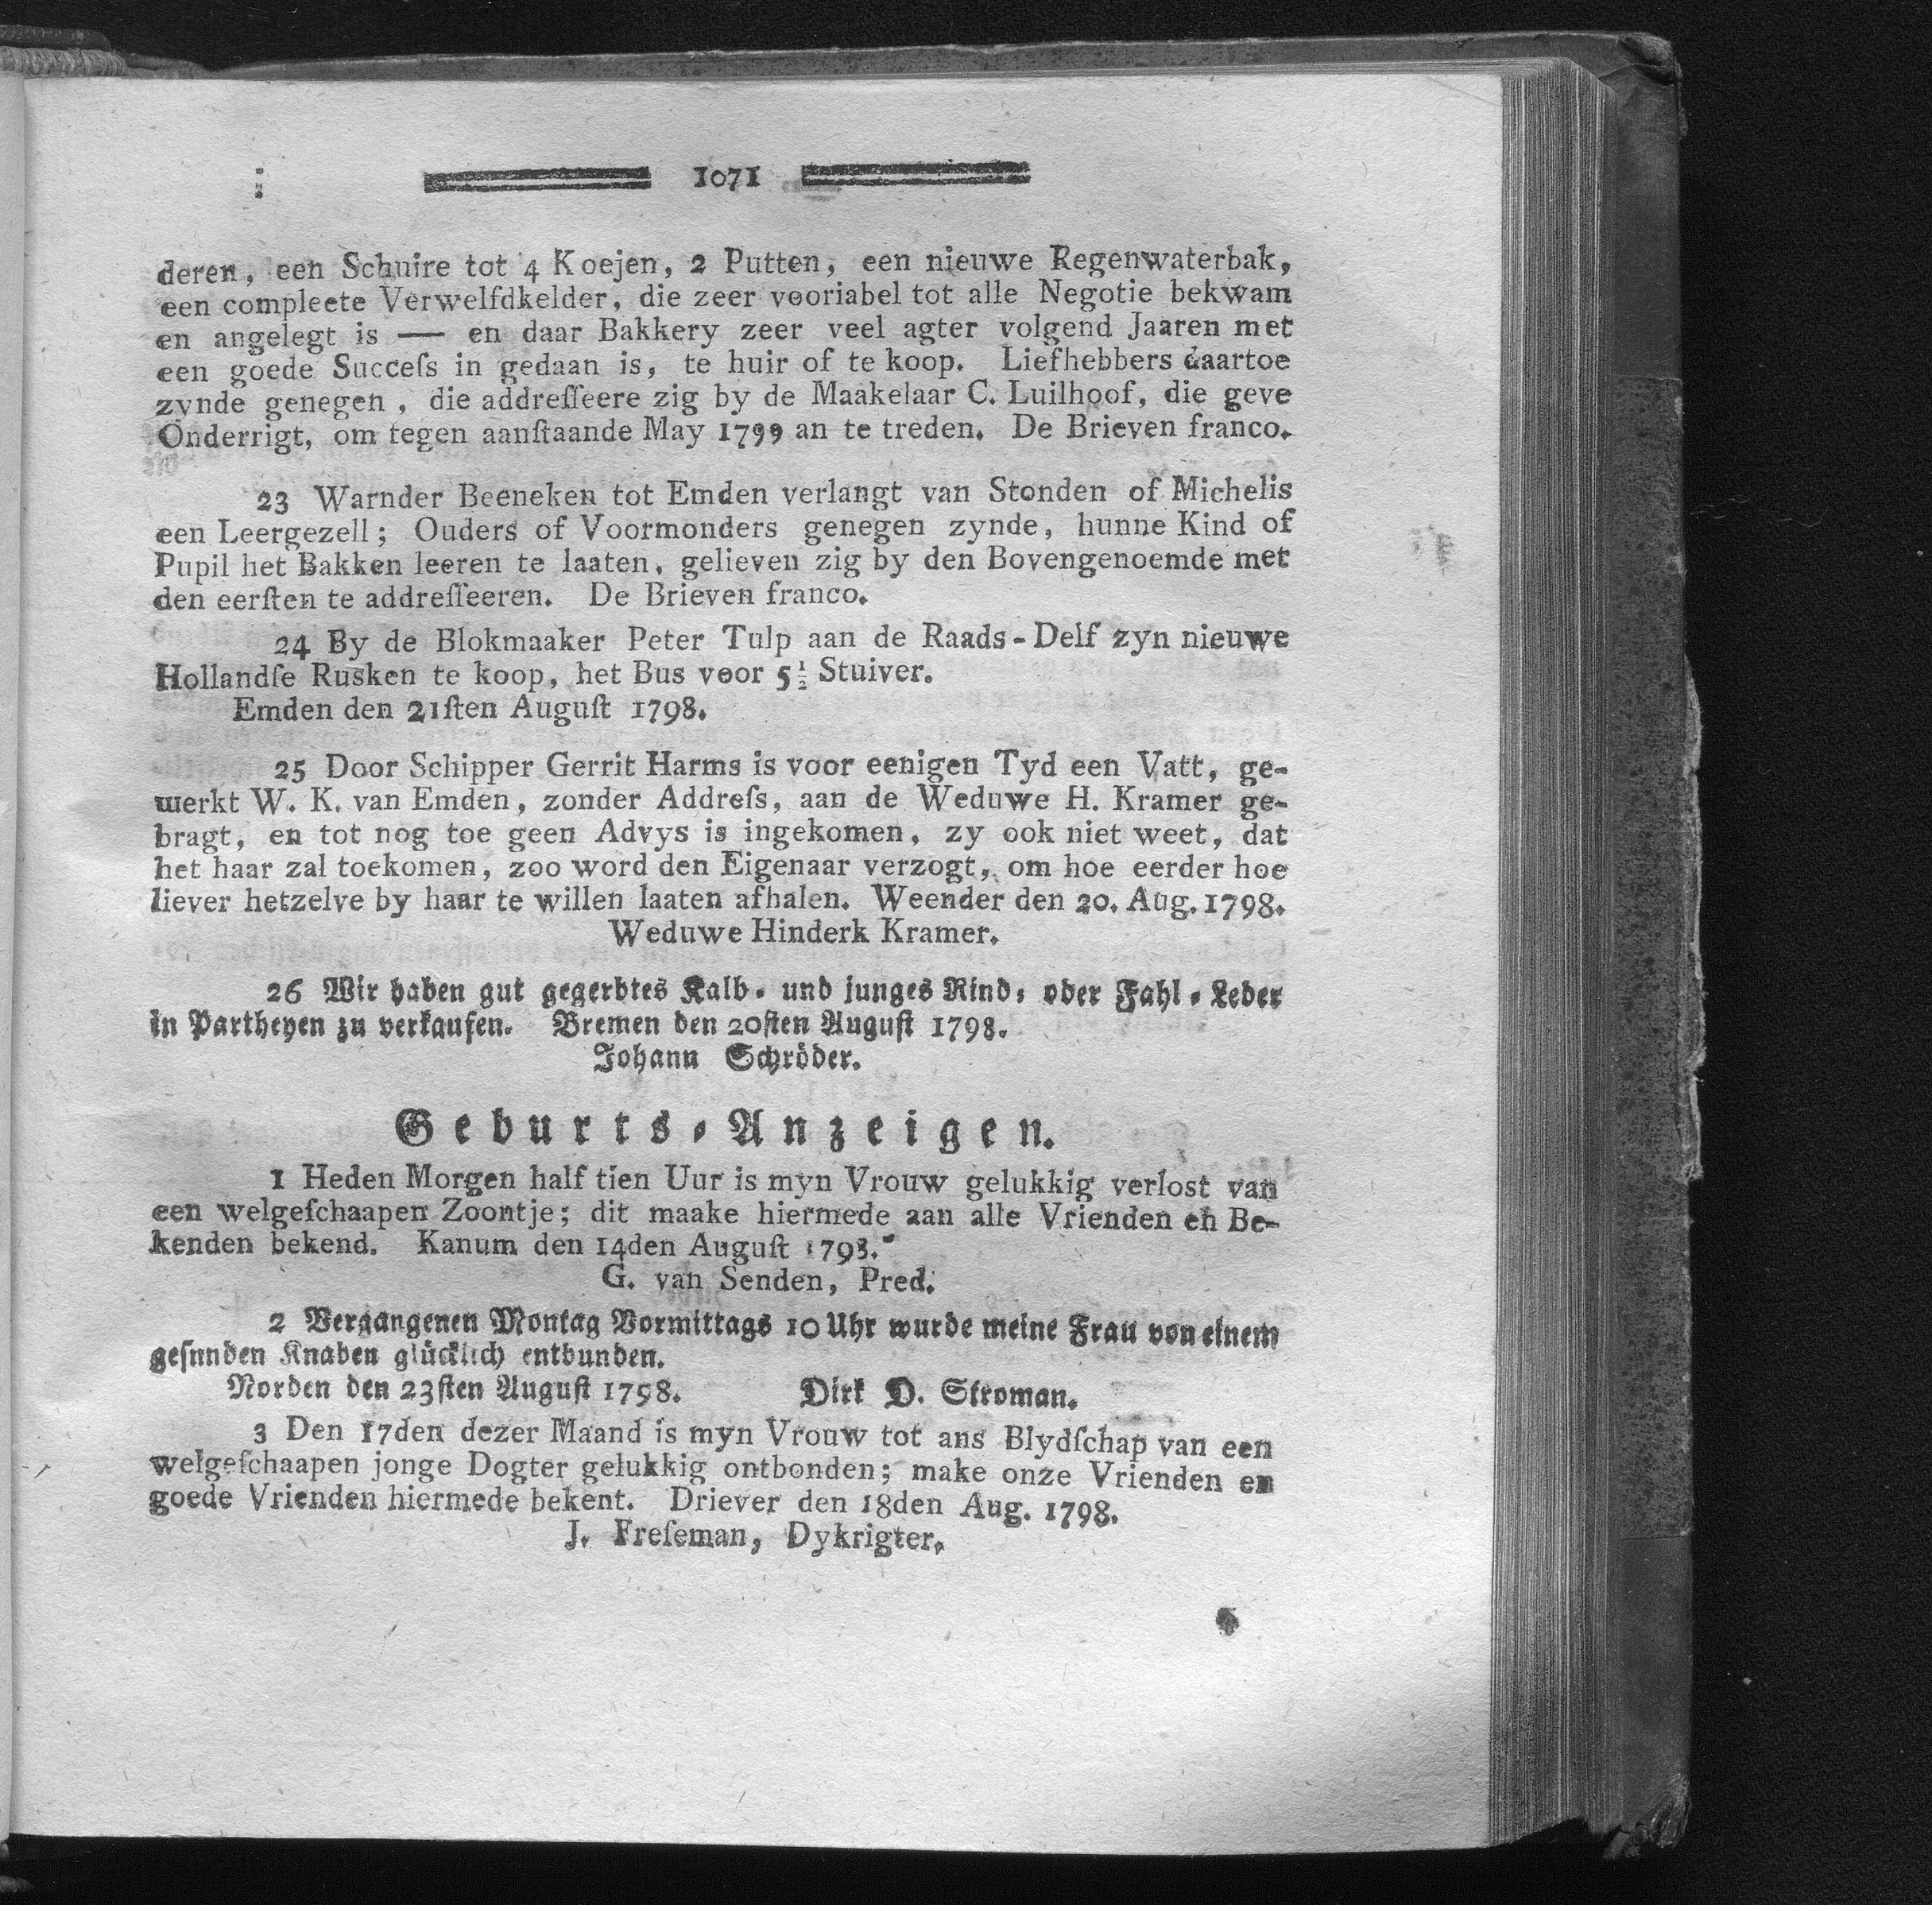 1071
deren, een Schuire tot 4 Koejen, 2 Putten, een nieuwe Regenwaterbak,
een compleete Verwelfdkelder, die zeer vooriabel tot alle Negotie bekwam
en angelegt is — en daar Bakkery zeer veel agter volgend Jaaren met
een goede Succeſs in gedaan is, te huir of te koop. Liefhebbers daartoe
zynde genegen, die addreſſeere zig by de Maakelaar C. Luilhoof, die geve
Onderrigt, om tegen aanſtaande May 1799 an te treden. De Brieven franco.
23 Warnder Beeneken tot Emden verlangt van Stonden of Michelis
een Leergezell; Ouders of Voormonders genegen zynde, hunne Kind of
Pupil het Bakken leeren te laaten, gelieven zig by den Bovengenoemde met
den eerſten te addreſſeeren. De Brieven franco.
24 By de Blokmaaker Peter Tulp aan de Raads-Delf zyn nieuwe
Hollandſe Rusken te koop, het Bus voor 5½ Stuiver.
Emden den 21ſten Auguſt 1798.
25 Door Schipper Gerrit Harms is voor eenigen Tyd een Vatt, ge-
merkt W. K. van Emden, zonder Addreſs, aan de Weduwe H. Kramer ge-
bragt, en tot nog toe geen Advys is ingekomen, zy ook niet weet, dat
het haar zal toekomen, zoo word den Eigenaar verzogt, om hoe eerder hoe
liever hetzelve by haar te willen laaten afhalen. Weender den 20. Aug. 1798.
Weduwe Hinderk Kramer.
26 Wir haben gut gegerbtes Kalb- und junges Rind- oder Fahl-Leder
in Partheyen zu verkaufen. Bremen den 20ſten Auguſt 1798.
Johann Schröder.
Geburts-Anzeigen.
1 Heden Morgen half tien Uur is myn Vrouw gelukkig verlost van
een welgeſchaapen Zoontje; dit maake hiermede aan alle Vrienden en Be-
kenden bekend. Kanum den 14den Auguſt 1798.
G. van Senden, Pred.
2 Vergangenen Montag Vormittags 10 Uhr wurde meine Frau von einem
geſunden Knaben glücklich entbunden.
Norden den 23ſten Auguſt 1798. Dirk D. Stroman.
3 Den 17den dezer Maand is myn Vrouw tot ans Blydſchap van een
welgeſchaapen jonge Dogter gelukkig ontbonden; make onze Vrienden en
goede Vrienden hiermede bekent. Driever den 18den Aug. 1798.
J. Freſeman, Dykrigter.